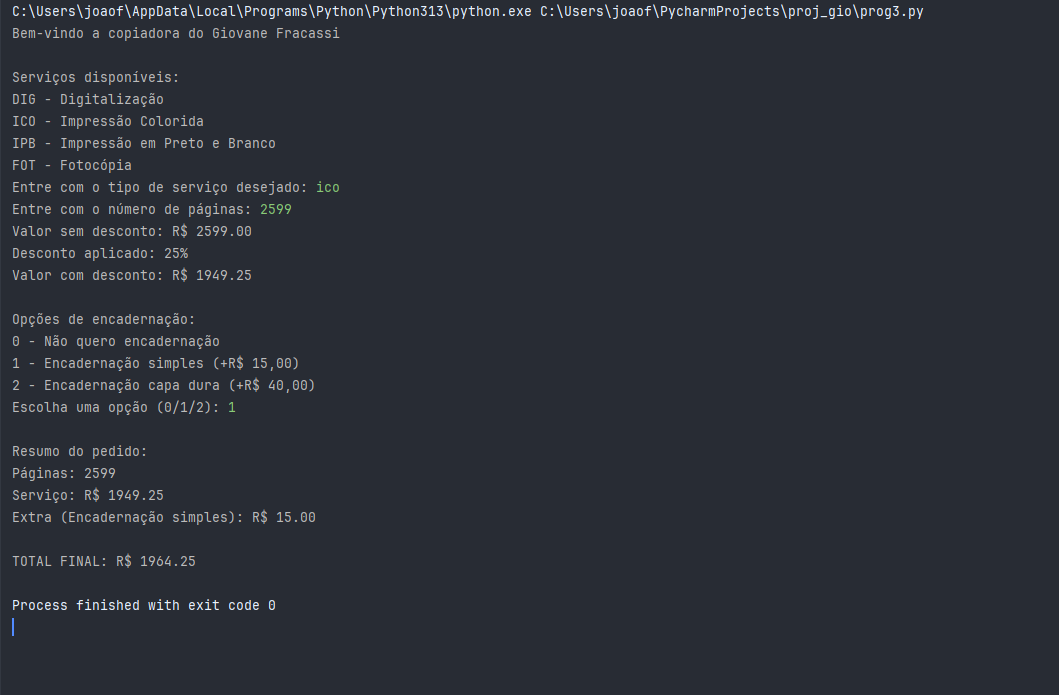 C:\Users\joaof\AppData\Local\Programs\Python\Python313\python.exe C:\Users\joaof\PycharmProjects\proj_gio\prog3.py
Bem-vindo a copiadora do Giovane Fracassi
Serviços disponíveis:
DIG - Digitalização
ICO - Impressão Colorida
IPB - Impressão em Preto e Branco
FOT - Fotocópia
Entre com o tipo de serviço desejado: ico
Entre com o número de páginas: 2599
Valor sem desconto: R$ 2599.00
Desconto aplicado: 25%
Valor com desconto: R$ 1949.25
Opções de encadernação:
0 - Não quero encadernação
1 - Encadernação simples (+R$ 15,00)
2 - Encadernação capa dura (+R$ 40,00)
Escolha uma opção (0/1/2): 1
Resumo do pedido:
Páginas: 2599
Serviço: R$ 1949.25
Extra (Encadernação simples): R$ 15.00
TOTAL FINAL: R$ 1964.25
Process finished with exit code 0